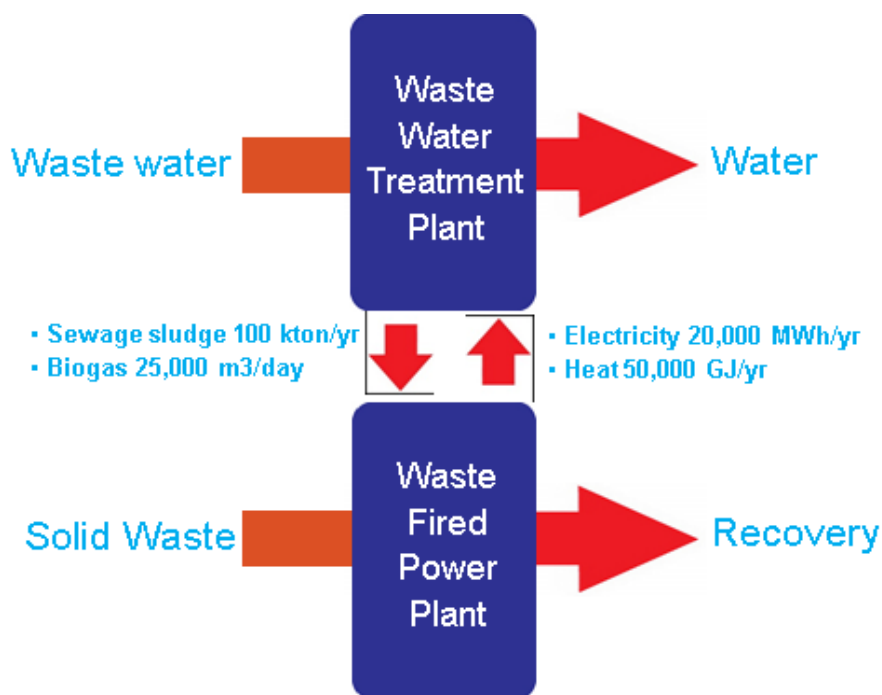 Waste
Water
Treatment
Plant
Waste water
Water
▪ Sewage sludge 100 kton/yr
▪ Biogas 25,000 m3/day
▪ Electricity 20,000 MWh/yr
▪ Heat 50,000 GJ/yr
Waste
Fired
Power
Plant
Solid Waste
Recovery